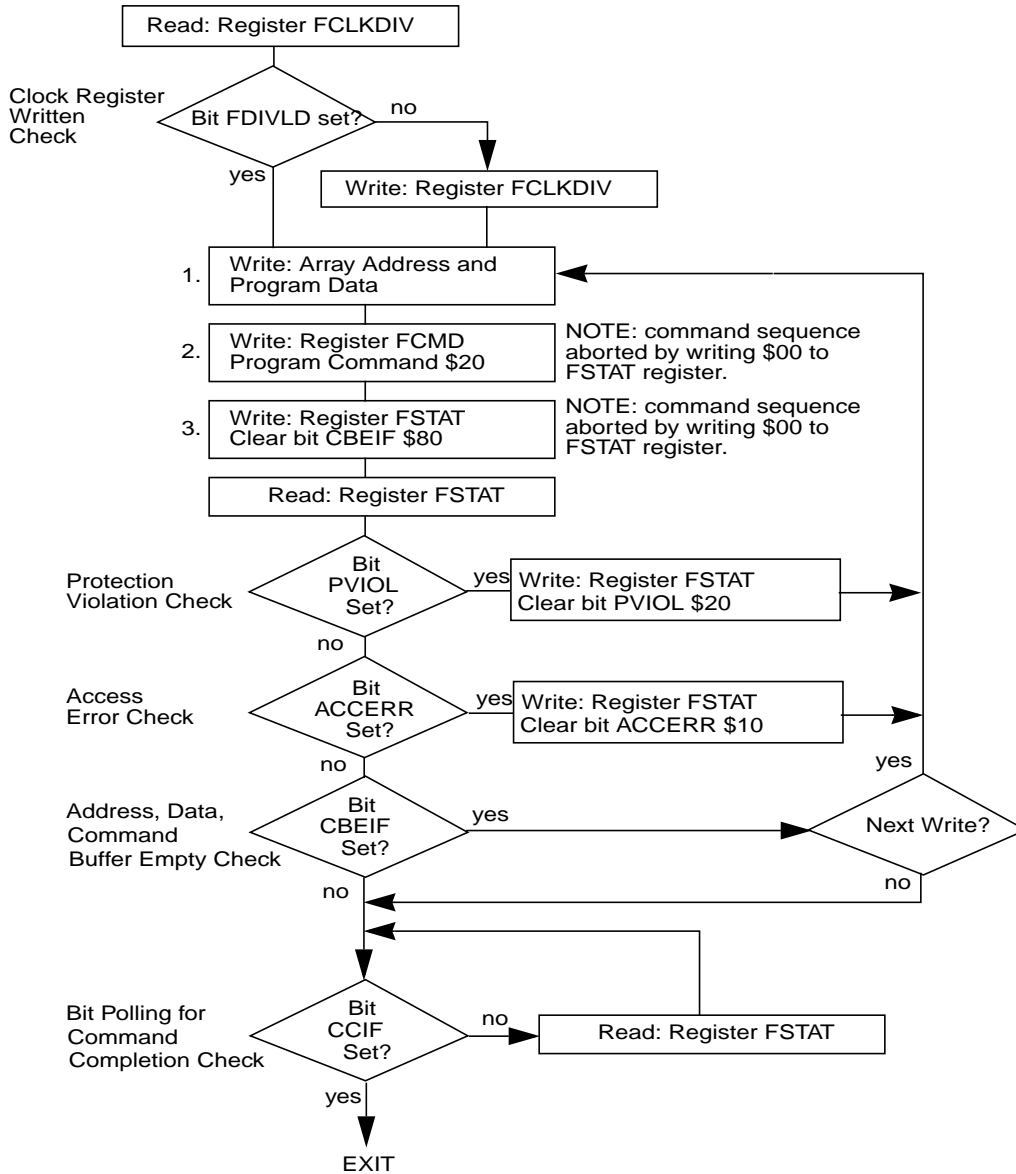 Read: Register FCLKDIV
Clock Register
Written
Check
Bit FDIVLD set?
no
yes
Write: Register FCLKDIV
1.
Write: Array Address and
Program Data
2.
Write: Register FCMD
Program Command $20
NOTE: command sequence
aborted by writing $00 to
FSTAT register.
3.
Write: Register FSTAT
Clear bit CBEIF $80
NOTE: command sequence
aborted by writing $00 to
FSTAT register.
Read: Register FSTAT
Protection
Violation Check
Bit
PVIOL
Set?
yes
Write: Register FSTAT
Clear bit PVIOL $20
no
Access
Error Check
Bit
ACCERR
Set?
yes
Write: Register FSTAT
Clear bit ACCERR $10
no
yes
Address, Data,
Command
Buffer Empty Check
Bit
CBEIF
Set?
yes
Next Write?
no
no
Bit Polling for
Command
Completion Check
Bit
CCIF
Set?
no
Read: Register FSTAT
yes
EXIT